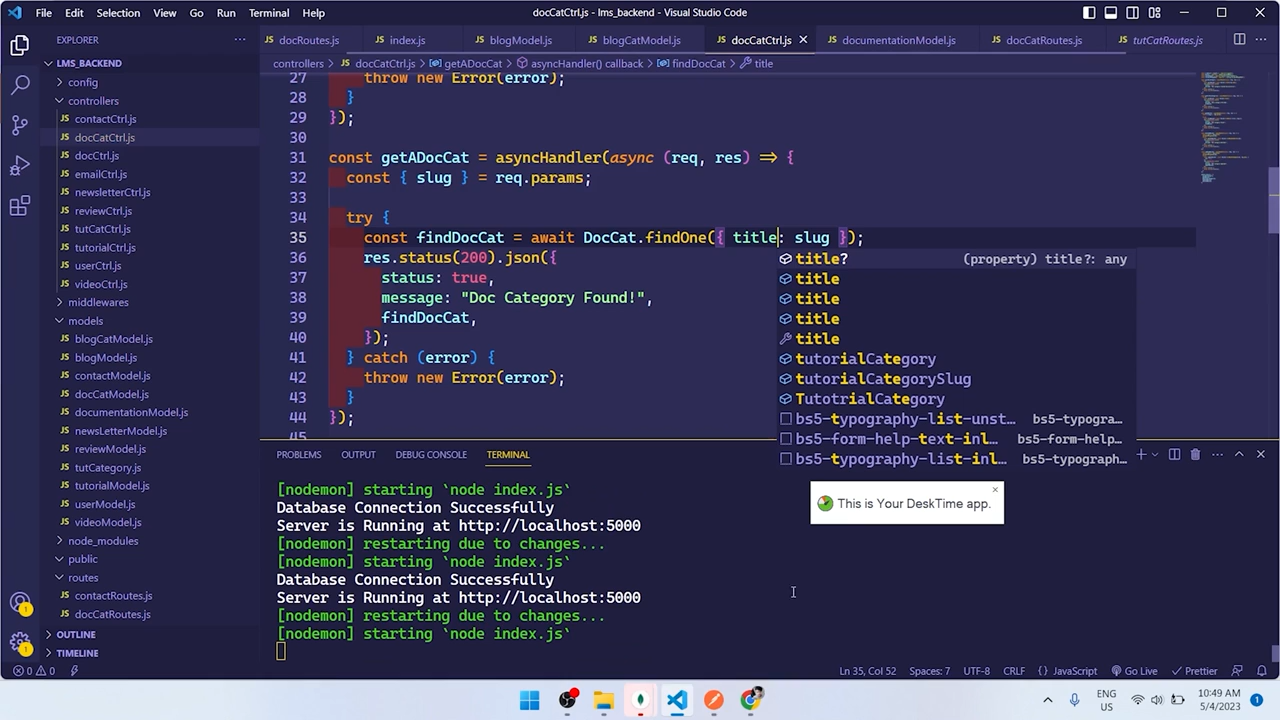 File Edit Selection View Go Run Terminal Help
docCatCtrl.js - lms_backend - Visual Studio Code
EXPLORER
docRoutes.js index.js blogModel.js blogCatModel.js docCatCtrl.js documentationModel.js docCatRoutes.js tutCatRoutes.js
LMS_BACKEND
controllers > docCatCtrl.js > getADocCat > asyncHandler() callback > findDocCat > title
config
controllers
contactCtrl.js
docCatCtrl.js
docCtrl.js
emailCtrl.js
newsletterCtrl.js
reviewCtrl.js
tutCatCtrl.js
tutorialCtrl.js
userCtrl.js
videoCtrl.js
middlewares
models
blogCatModel.js
blogModel.js
contactModel.js
docCatModel.js
documentationModel.js
newsLetterModel.js
reviewModel.js
tutCategory.js
tutorialModel.js
userModel.js
videoModel.js
node_modules
public
routes
contactRoutes.js
docCatRoutes.js
OUTLINE
TIMELINE
27 throw new Error(error);
28 }
29 });
30
31 const getADocCat = asyncHandler(async (req, res) => {
32 const { slug } = req.params;
33
34 try {
35 const findDocCat = await DocCat.findOne({ title: slug });
36 res.status(200).json({
37 status: true,
38 message: "Doc Category Found!",
39 findDocCat,
40 });
41 } catch (error) {
42 throw new Error(error);
43 }
44 });
45
title? (property) title?: any
title
title
title
title
tutorialCategory
tutorialCategorySlug
TutotrialCategory
bs5-typography-list-unst... bs5-typogra...
bs5-form-help-text-inl... bs5-form-help...
bs5-typography-list-inl... bs5-typograph...
PROBLEMS OUTPUT DEBUG CONSOLE TERMINAL
[nodemon] starting `node index.js`
Database Connection Successfully
Server is Running at http://localhost:5000
[nodemon] restarting due to changes...
[nodemon] starting `node index.js`
Database Connection Successfully
Server is Running at http://localhost:5000
[nodemon] restarting due to changes...
[nodemon] starting `node index.js`
This is Your DeskTime app.
0 0 Ln 35, Col 52 Spaces: 7 UTF-8 CRLF {} JavaScript Go Live Prettier
ENG
US
10:49 AM
5/4/2023
1